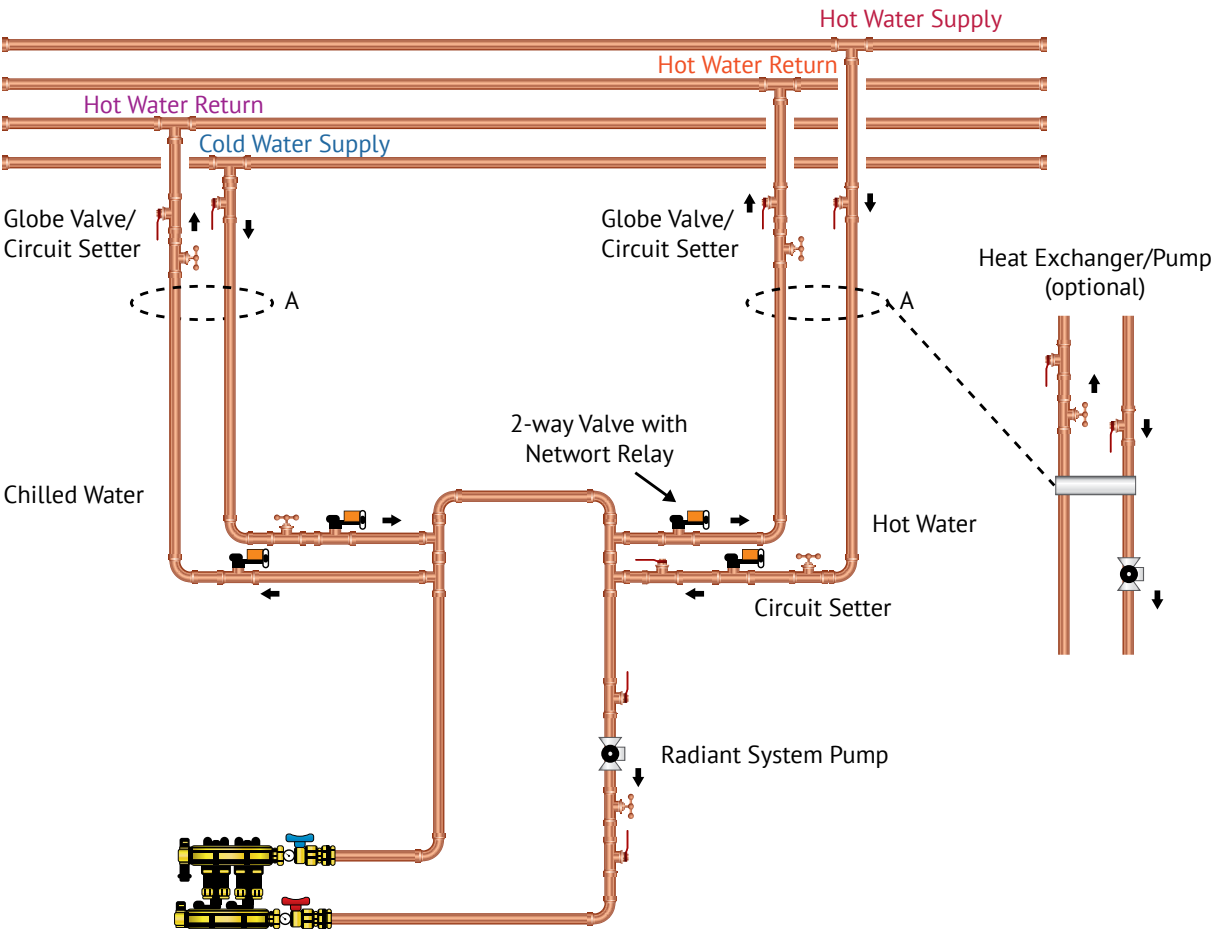 Hot Water Supply
Hot Water Return
Hot Water Return
Cold Water Supply
Globe Valve/
Circuit Setter
Globe Valve/
Circuit Setter
Heat Exchanger/Pump
(optional)
A
A
2-way Valve with
Networt Relay
Chilled Water
Hot Water
Circuit Setter
Radiant System Pump